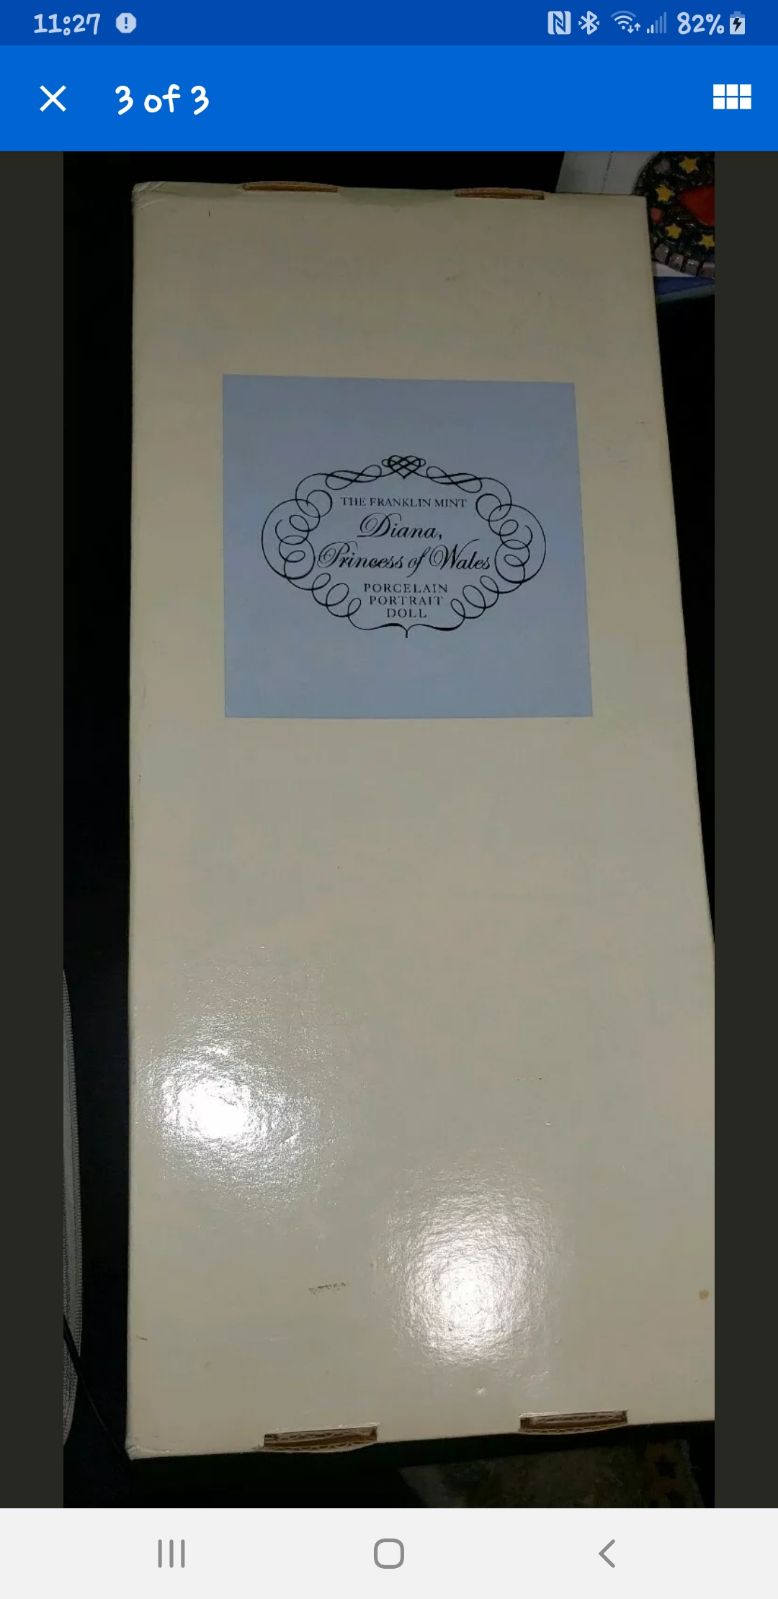 11:27
82%
3 of 3
THE FRANKLIN MINT
Diana,
Princess of Wales
PORCELAIN
PORTRAIT
DOLL